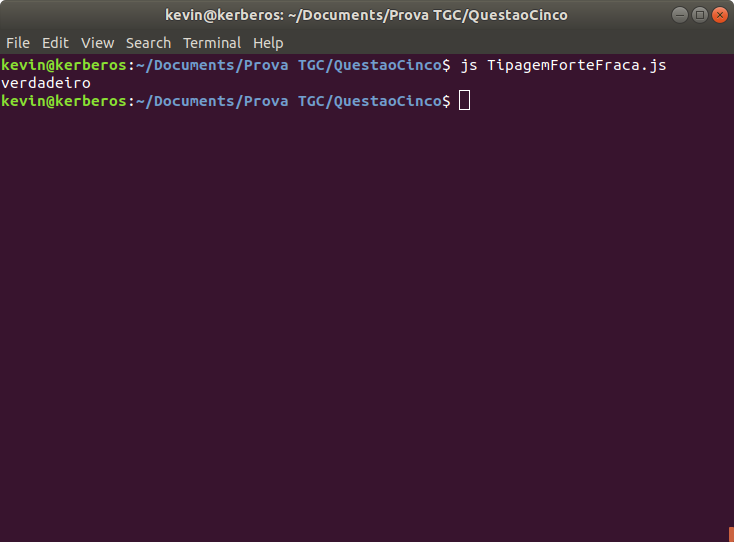 kevin@kerberos: ~/Documents/Prova TGC/QuestaoCinco
File Edit View Search Terminal Help
kevin@kerberos:~/Documents/Prova TGC/QuestaoCinco$ js TipagemForteFraca.js
verdadeiro
kevin@kerberos:~/Documents/Prova TGC/QuestaoCinco$